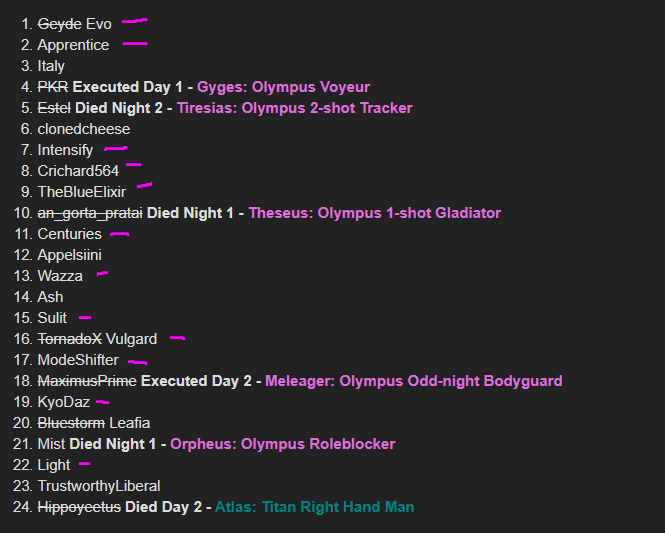 1. Geyde Evo
2. Apprentice
3. Italy
4. PKR Executed Day 1 - Gyges: Olympus Voyeur
5. Estel Died Night 2 - Tiresias: Olympus 2-shot Tracker
6. clonedcheese
7. Intensify
8. Crichard564
9. TheBlueElixir
10. an_gorta_pratai Died Night 1 - Theseus: Olympus 1-shot Gladiator
11. Centuries
12. Appelsiini
13. Wazza
14. Ash
15. Sulit
16. TornadoX Vulgard
17. ModeShifter
18. MaximusPrime Executed Day 2 - Meleager: Olympus Odd-night Bodyguard
19. KyoDaz
20. Bluestorm Leafia
21. Mist Died Night 1 - Orpheus: Olympus Roleblocker
22. Light
23. TrustworthyLiberal
24. Hippoyeetus Died Day 2 - Atlas: Titan Right Hand Man